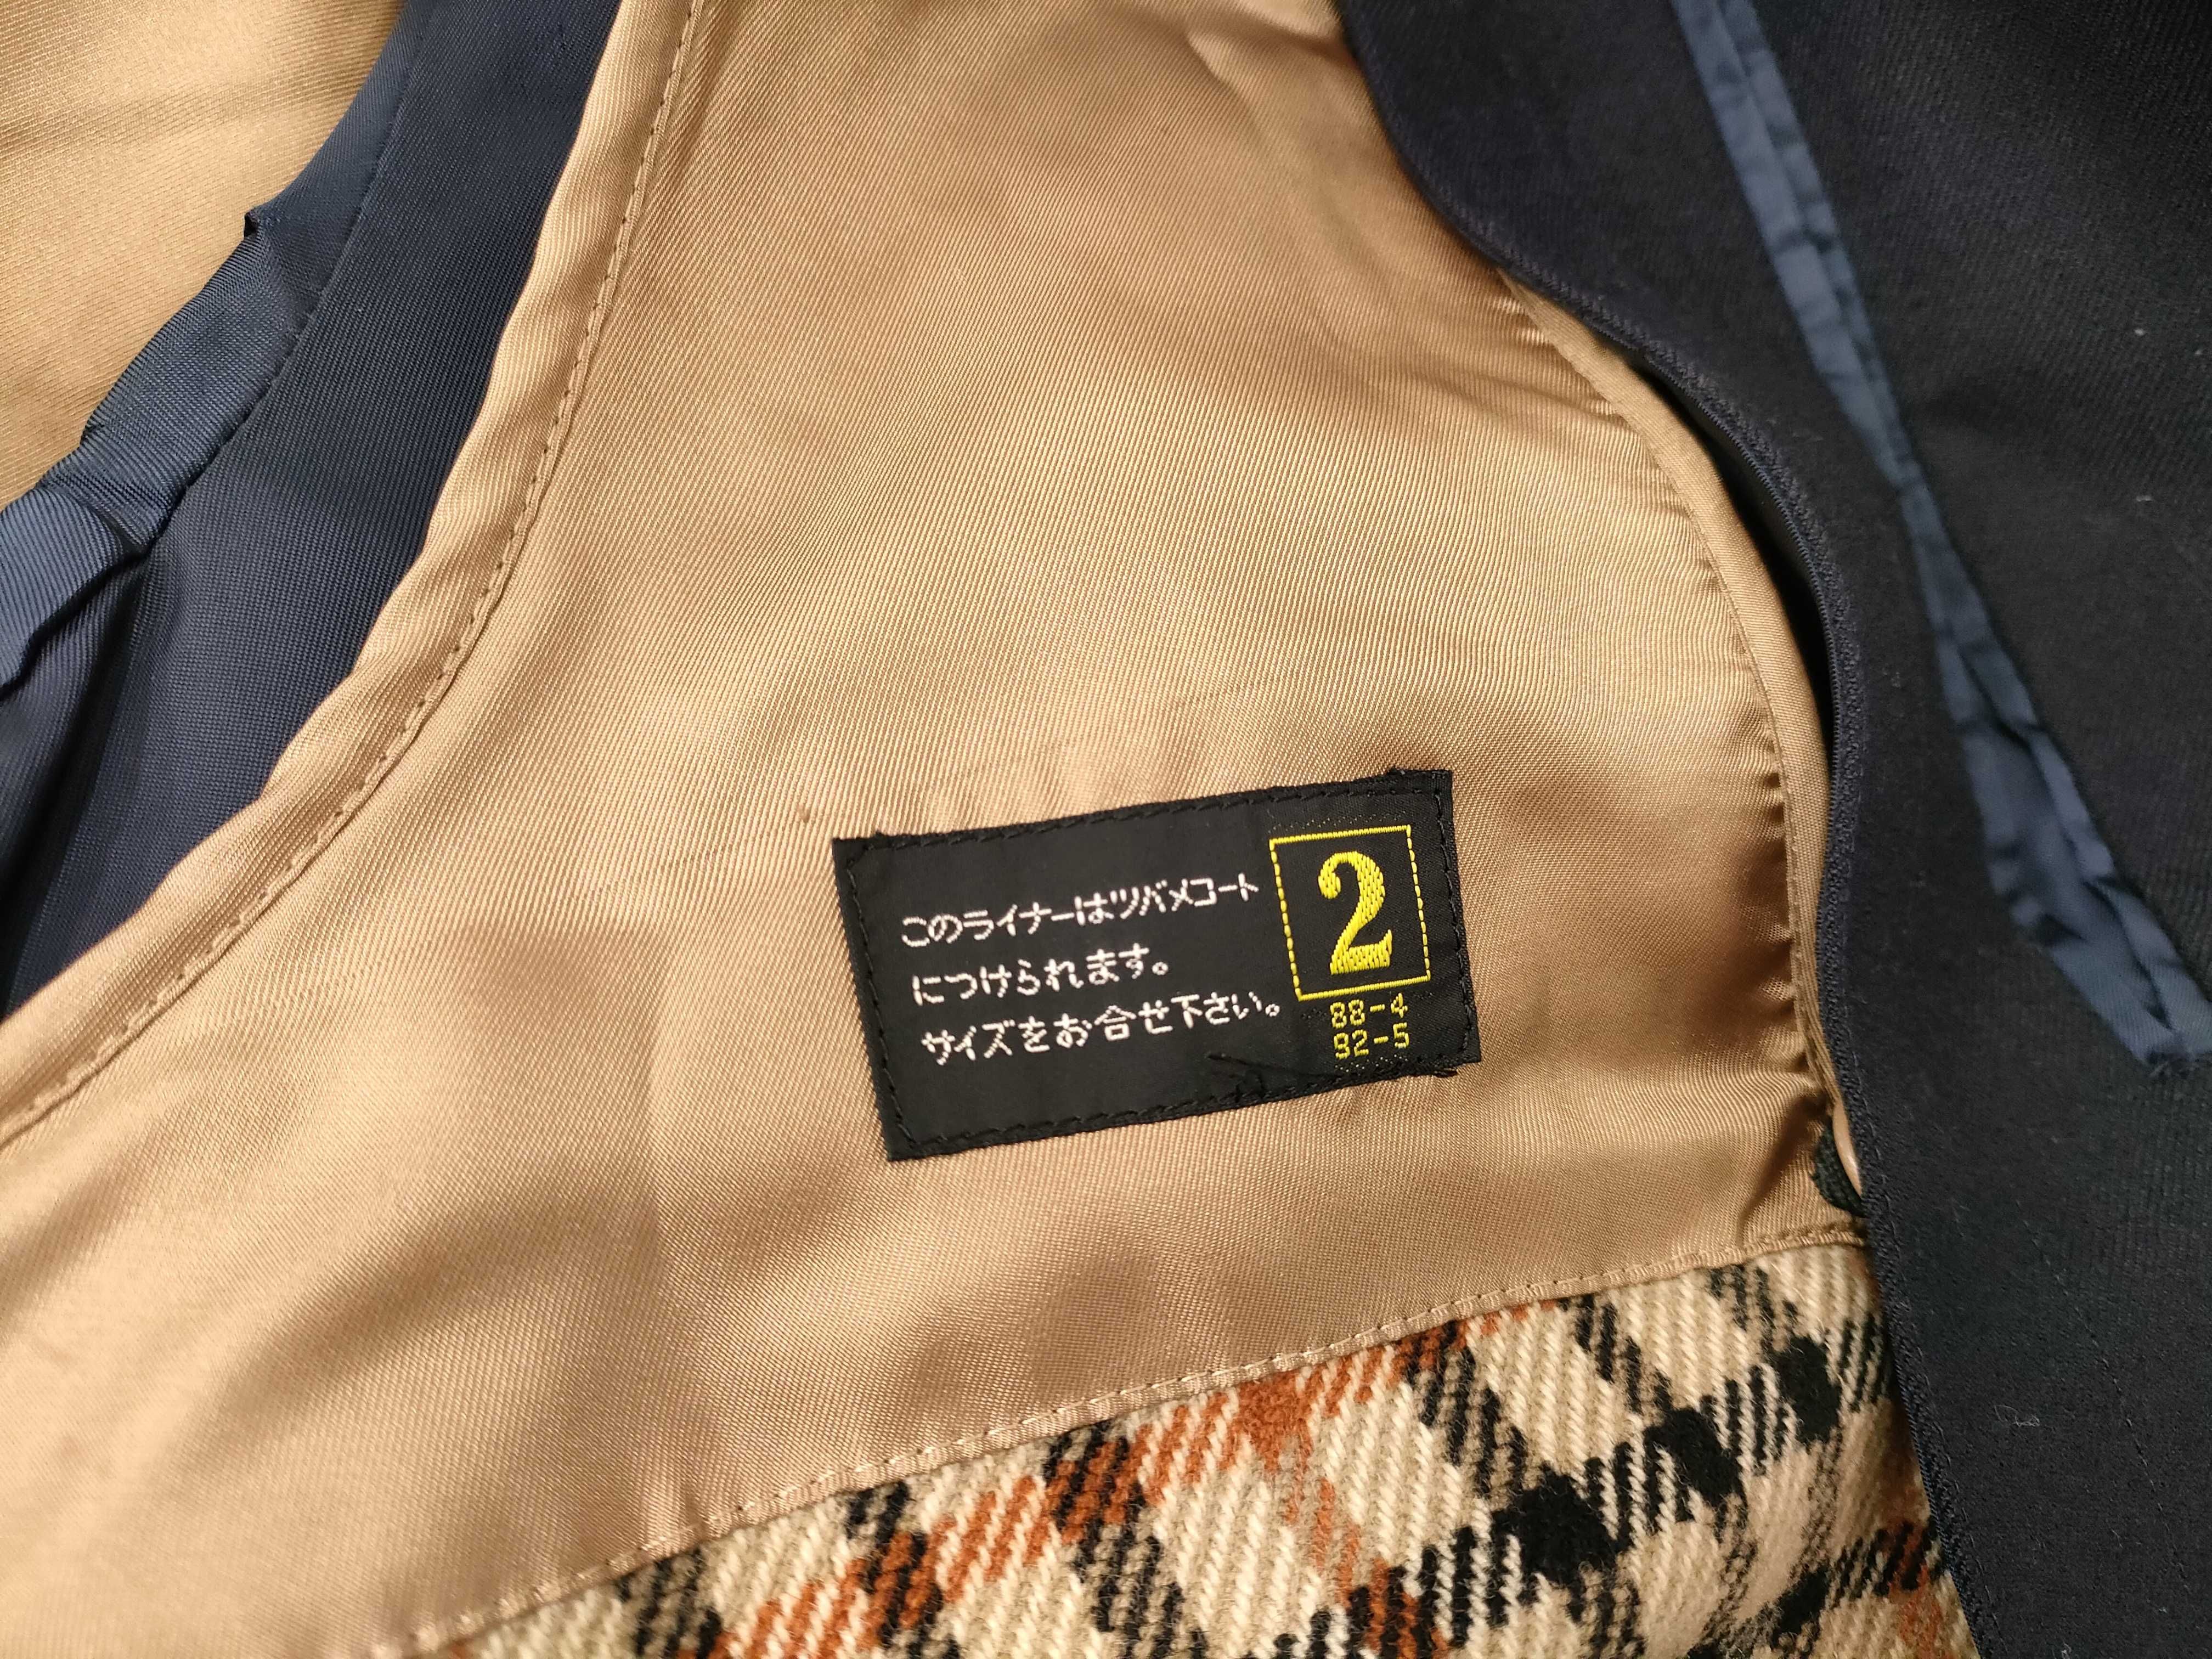 このライナーはツバメコート
につけられます。
サイズをお合せ下さい。
2
88-4
92-5